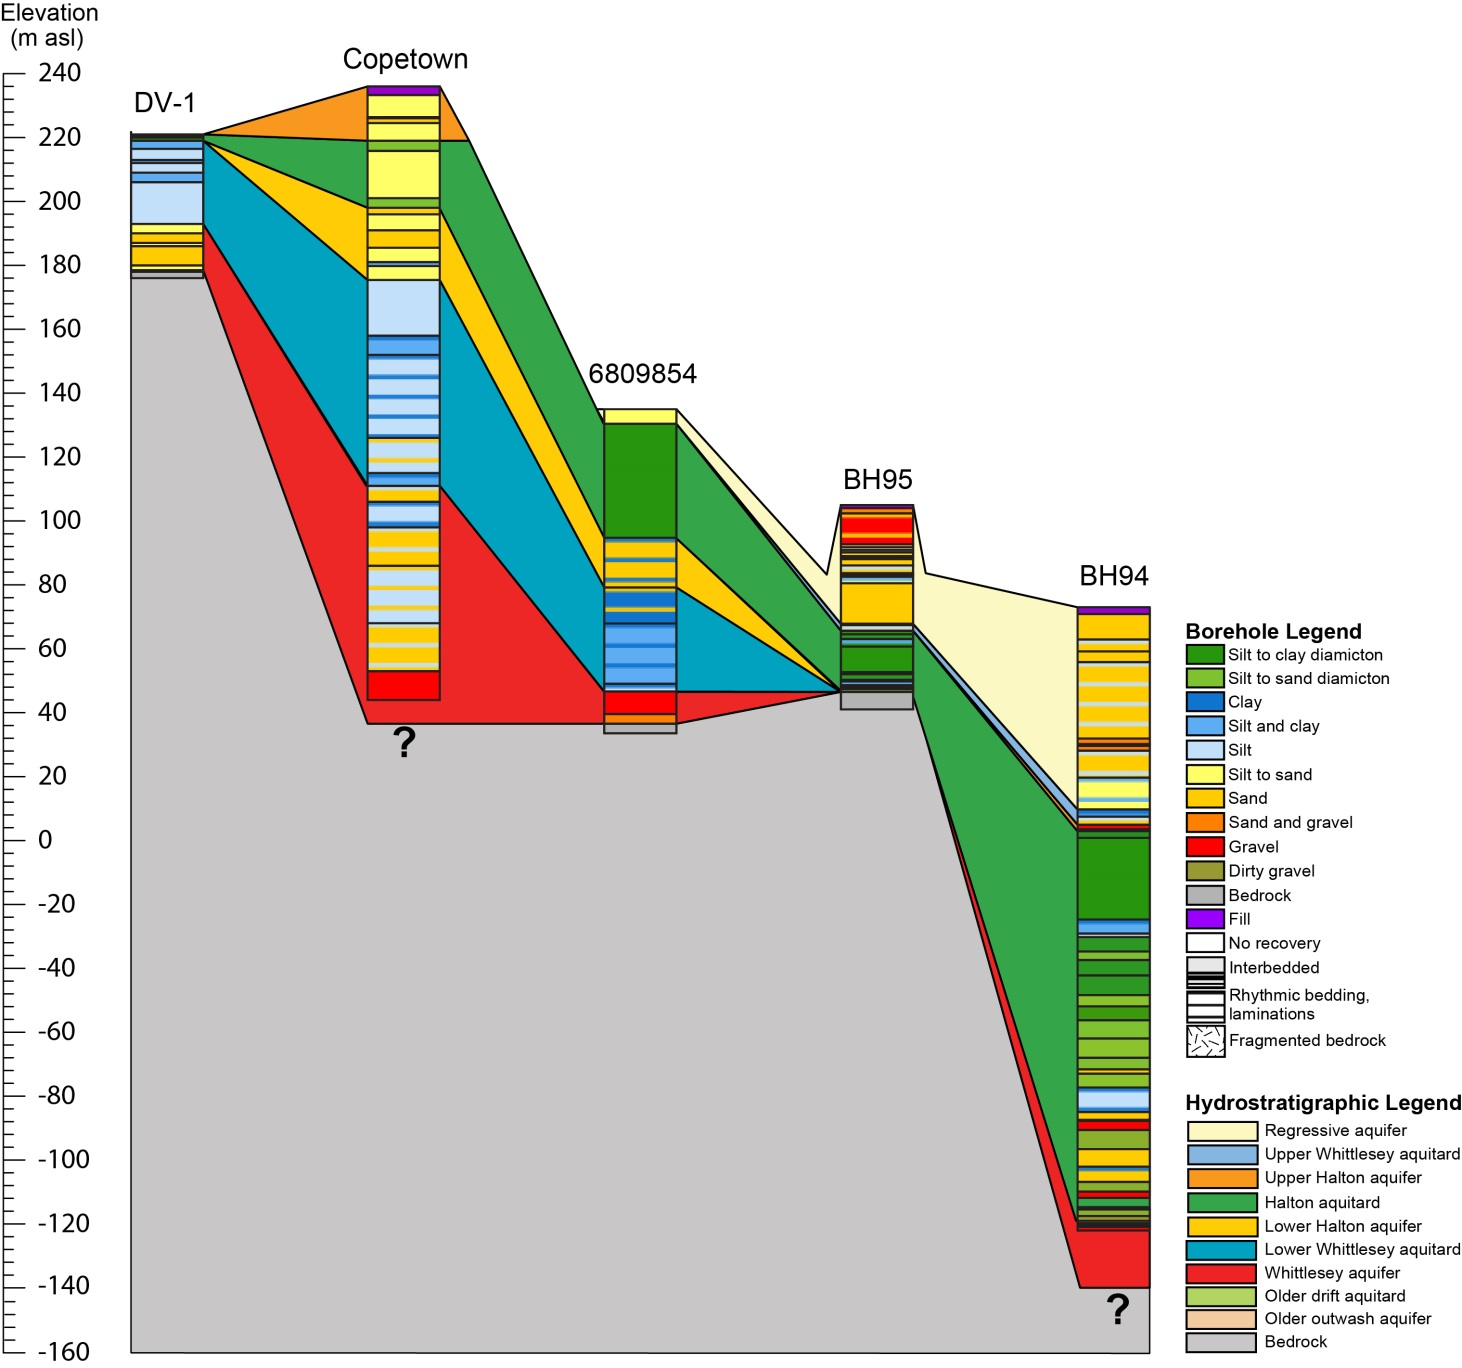 Elevation
(m asl)
240
220
200
180
160
140
120
100
80
60
40
20
0
-20
-40
-60
-80
-100
-120
-140
-160
DV-1
Copetown
6809854
BH95
BH94
?
?
Borehole Legend
Silt to clay diamicton
Silt to sand diamicton
Clay
Silt and clay
Silt
Silt to sand
Sand
Sand and gravel
Gravel
Dirty gravel
Bedrock
Fill
No recovery
Interbedded
Rhythmic bedding,
laminations
Fragmented bedrock
Hydrostratigraphic Legend
Regressive aquifer
Upper Whittlesey aquitard
Upper Halton aquifer
Halton aquitard
Lower Halton aquifer
Lower Whittlesey aquitard
Whittlesey aquifer
Older drift aquitard
Older outwash aquifer
Bedrock